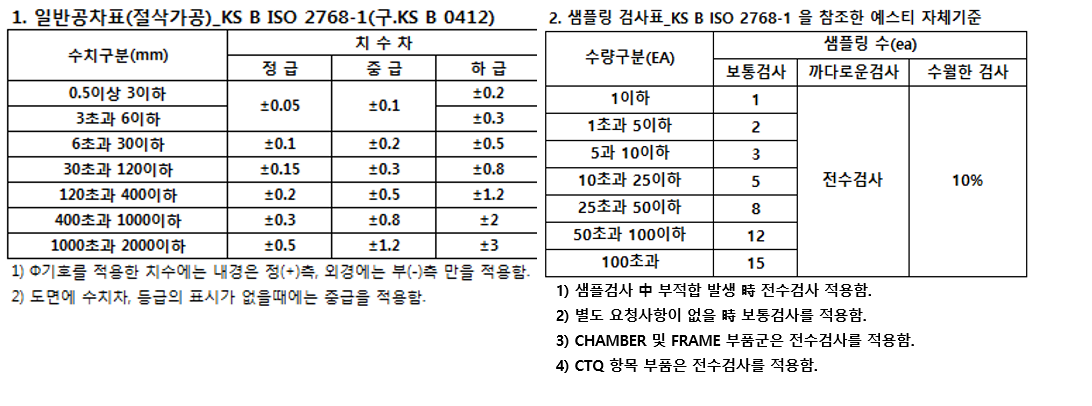 1. 일반공차표(절삭가공)_KS B ISO 2768-1(구.KS B 0412)
수치구분(mm) 치 수 차
정 급 중 급 하 급
0.5이상 3이하 ±0.05 ±0.1 ±0.2
3초과 6이하 ±0.3
6초과 30이하 ±0.1 ±0.2 ±0.5
30초과 120이하 ±0.15 ±0.3 ±0.8
120초과 400이하 ±0.2 ±0.5 ±1.2
400초과 1000이하 ±0.3 ±0.8 ±2
1000초과 2000이하 ±0.5 ±1.2 ±3
1) Φ기호를 적용한 치수에는 내경은 정(+)측, 외경에는 부(-)측 만을 적용함.
2) 도면에 수치차, 등급의 표시가 없을때에는 중급을 적용함.
2. 샘플링 검사표_KS B ISO 2768-1 을 참조한 에스티 자체기준
수량구분(EA) 샘플링 수(ea)
보통검사 까다로운검사 수월한 검사
1이하 1
1초과 5이하 2
5과 10이하 3
10초과 25이하 5 전수검사 10%
25초과 50이하 8
50초과 100이하 12
100초과 15
1) 샘플검사 中 부적합 발생 時 전수검사 적용함.
2) 별도 요청사항이 없을 時 보통검사를 적용함.
3) CHAMBER 및 FRAME 부품군은 전수검사를 적용함.
4) CTQ 항목 부품은 전수검사를 적용함.